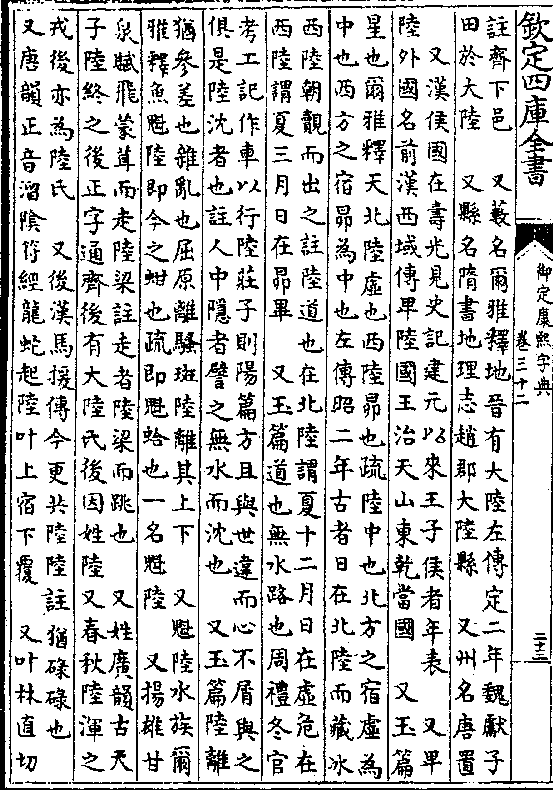 欽定四庫全書
御定康熙字典
卷三十二
二十三
註齊下邑　又藪名爾雅釋地晉有大陸左傳定二年魏獻子
田於大陸　又縣名隋書地理志趙郡大陸縣　又州名唐置
又漢侯國在壽光見史記建元以來王子侯者年表　又卑
陸外國名前漢西域傳卑陸國王治天山東乾當國　又玉篇
星也爾雅釋天北陸虛也西陸昴也疏陸中也北方之宿虛為
中也西方之宿昴為中也左傳昭二年古者日在北陸而藏冰
西陸朝覿而出之註陸道也在北陸謂夏十二月日在虛危在
西陸謂夏三月日在昴畢　又玉篇道也無水路也周禮冬官
考工記作車以行陸莊子則陽篇方且與世違而心不屑與之
俱是陸沈者也註人中隱者譬之無水而沈也　又玉篇陸離
猶參差也雜亂也屈原離騷斑陸離其上下　又魁陸水族爾
雅釋魚魁陸即今之蚶也疏即魁蛤也一名魁陸　又揚雄甘
泉賦飛蒙茸而走陸梁註走者陸梁而跳也　又姓廣韻古天
子陸終之後正字通齊後有大陸氏後因姓陸　又春秋陸渾之
戎後亦為陸氏　又後漢馬援傳今更共陸陸註猶碌碌也
又唐韻正音溜陰符經龍蛇起陸叶上宿下覆　又叶林直切